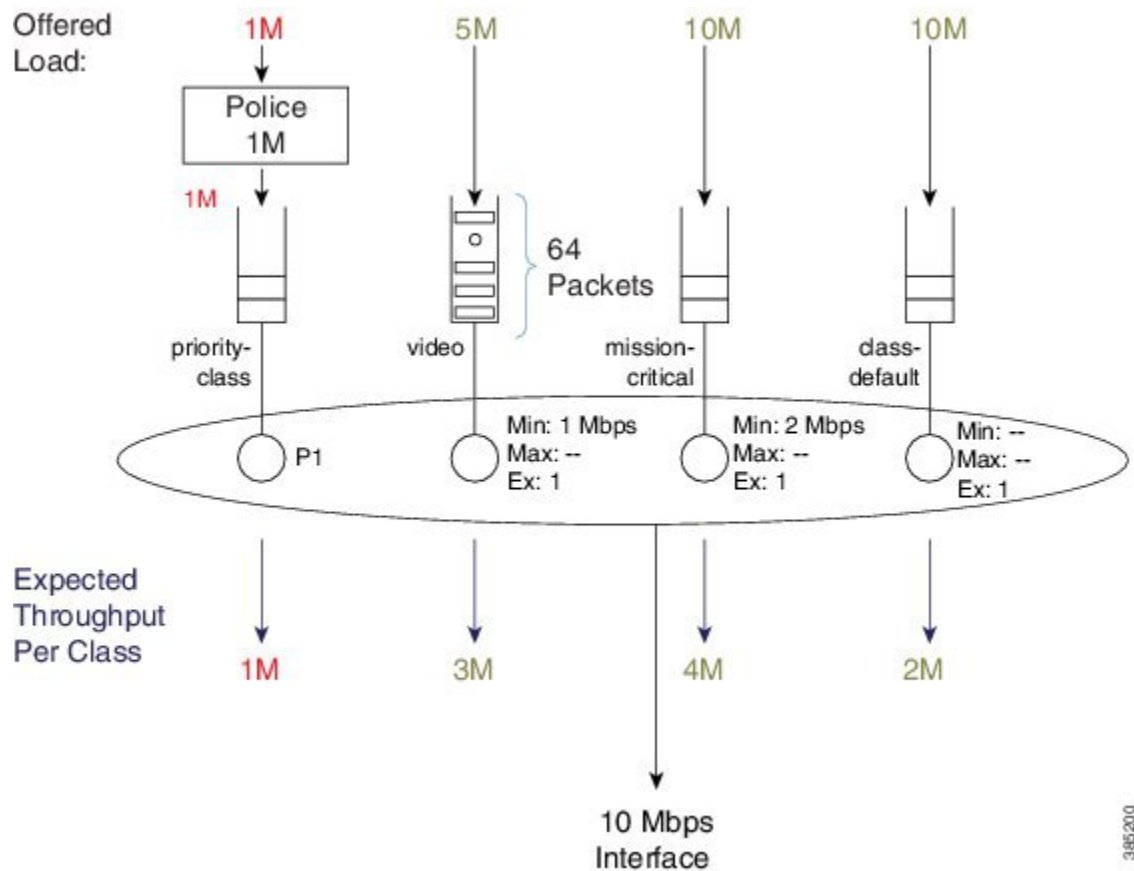 Offered
Load:
1M
5M
10M
10M
Police
1M
1M
64
Packets
priority-
class
video
mission-
critical
class-
default
P1
Min: 1 Mbps
Max: --
Ex: 1
Min: 2 Mbps
Max: --
Ex: 1
Min: --
Max: --
Ex: 1
Expected
Throughput
Per Class
1M
3M
4M
2M
10 Mbps
Interface
385200